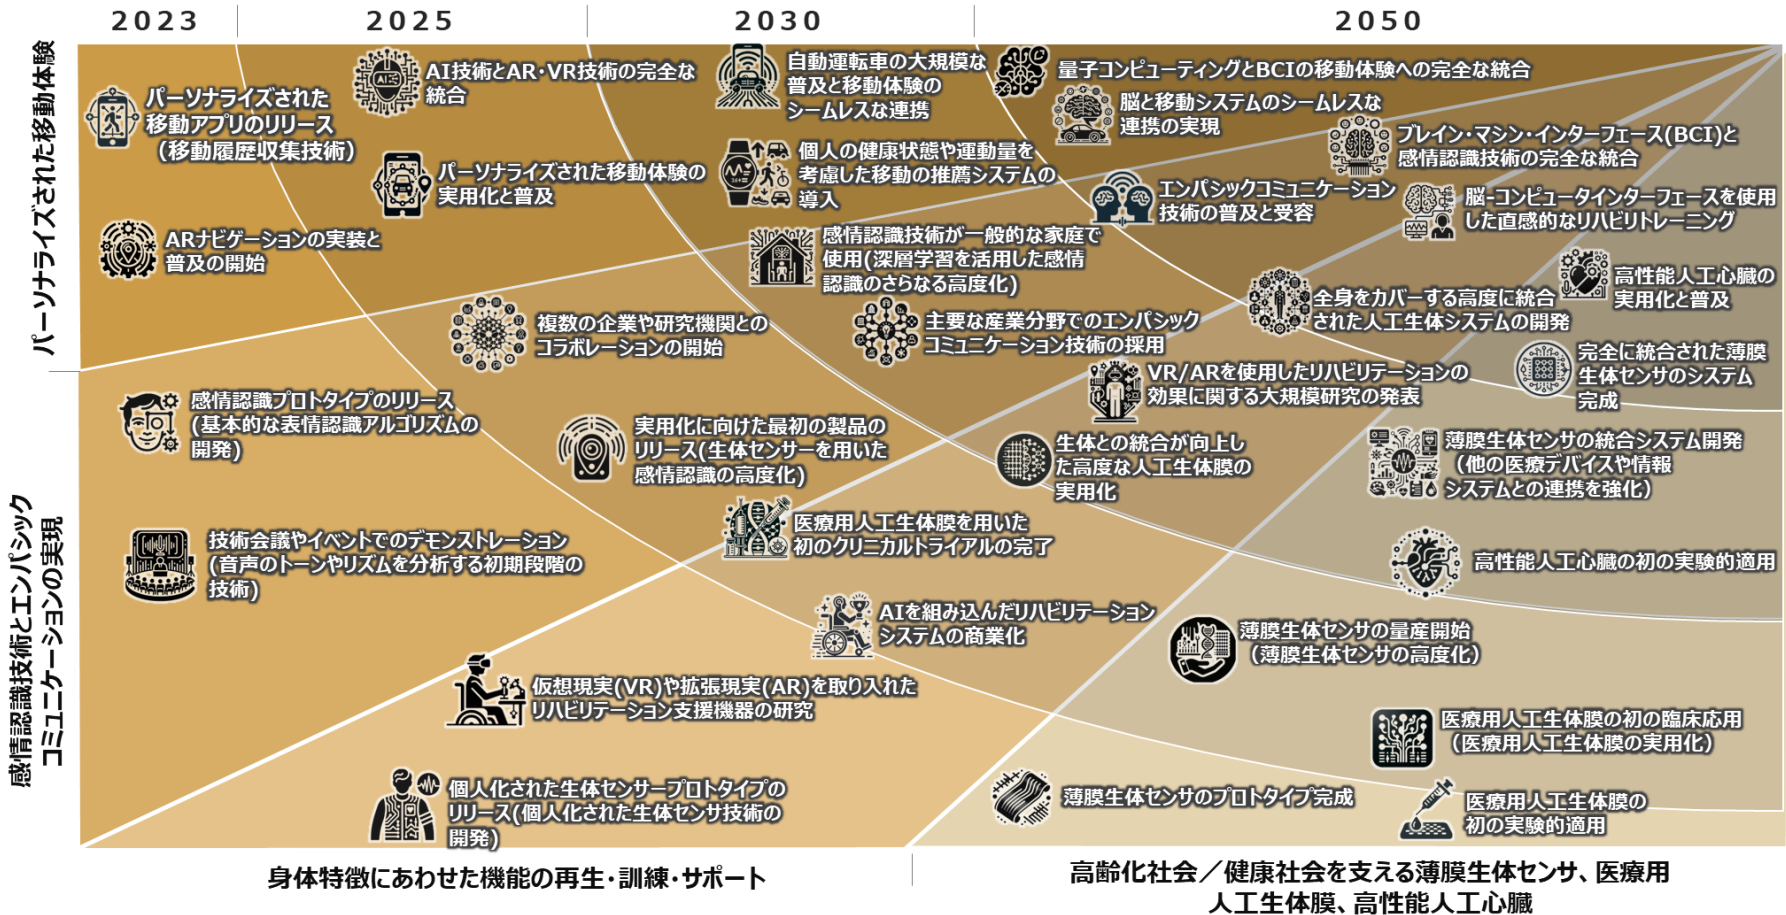 2023
2025
2030
2050
パーソナライズされた移動体験
パーソナライズされた
移動アプリのリリース
（移動履歴収集技術）
ARナビゲーションの実装と
普及の開始
AI技術とAR・VR技術の完全な
統合
パーソナライズされた移動体験の
実用化と普及
自動運転車の大規模な
普及と移動体験の
シームレスな連携
個人の健康状態や運動量を
考慮した移動の推薦システムの
導入
量子コンピューティングとBCIの移動体験への完全な統合
脳と移動システムのシームレスな
連携の実現
感情認識技術とエンパシック
コミュニケーションの実現
感情認識プロトタイプのリリース
(基本的な表情認識アルゴリズムの
開発)
技術会議やイベントでのデモンストレーション
(音声のトーンやリズムを分析する初期段階の
技術)
複数の企業や研究機関との
コラボレーションの開始
実用化に向けた最初の製品の
リリース(生体センサーを用いた
感情認識の高度化)
感情認識技術が一般的な家庭で
使用(深層学習を活用した感情
認識のさらなる高度化)
主要な産業分野でのエンパシック
コミュニケーション技術の採用
エンパシックコミュニケーション
技術の普及と受容
ブレイン・マシン・インターフェース(BCI)と
感情認識技術の完全な統合
身体特徴にあわせた機能の再生・訓練・サポート
個人化された生体センサープロトタイプの
リリース(個人化された生体センサ技術の
開発)
仮想現実(VR)や拡張現実(AR)を取り入れた
リハビリテーション支援機器の研究
AIを組み込んだリハビリテーション
システムの商業化
医療用人工生体膜を用いた
初のクリニカルトライアルの完了
生体との統合が向上し
た高度な人工生体膜の
実用化
VR/ARを使用したリハビリテーションの
効果に関する大規模研究の発表
全身をカバーする高度に統合
された人工生体システムの開発
脳-コンピュータインターフェースを使用
した直感的なリハビリトレーニング
高齢化社会／健康社会を支える薄膜生体センサ、医療用
人工生体膜、高性能人工心臓
薄膜生体センサのプロトタイプ完成
医療用人工生体膜の
初の実験的適用
医療用人工生体膜の初の臨床応用
（医療用人工生体膜の実用化）
薄膜生体センサの量産開始
（薄膜生体センサの高度化）
高性能人工心臓の初の実験的適用
薄膜生体センサの統合システム開発
（他の医療デバイスや情報
システムとの連携を強化）
完全に統合された薄膜
生体センサのシステム
完成
高性能人工心臓の
実用化と普及